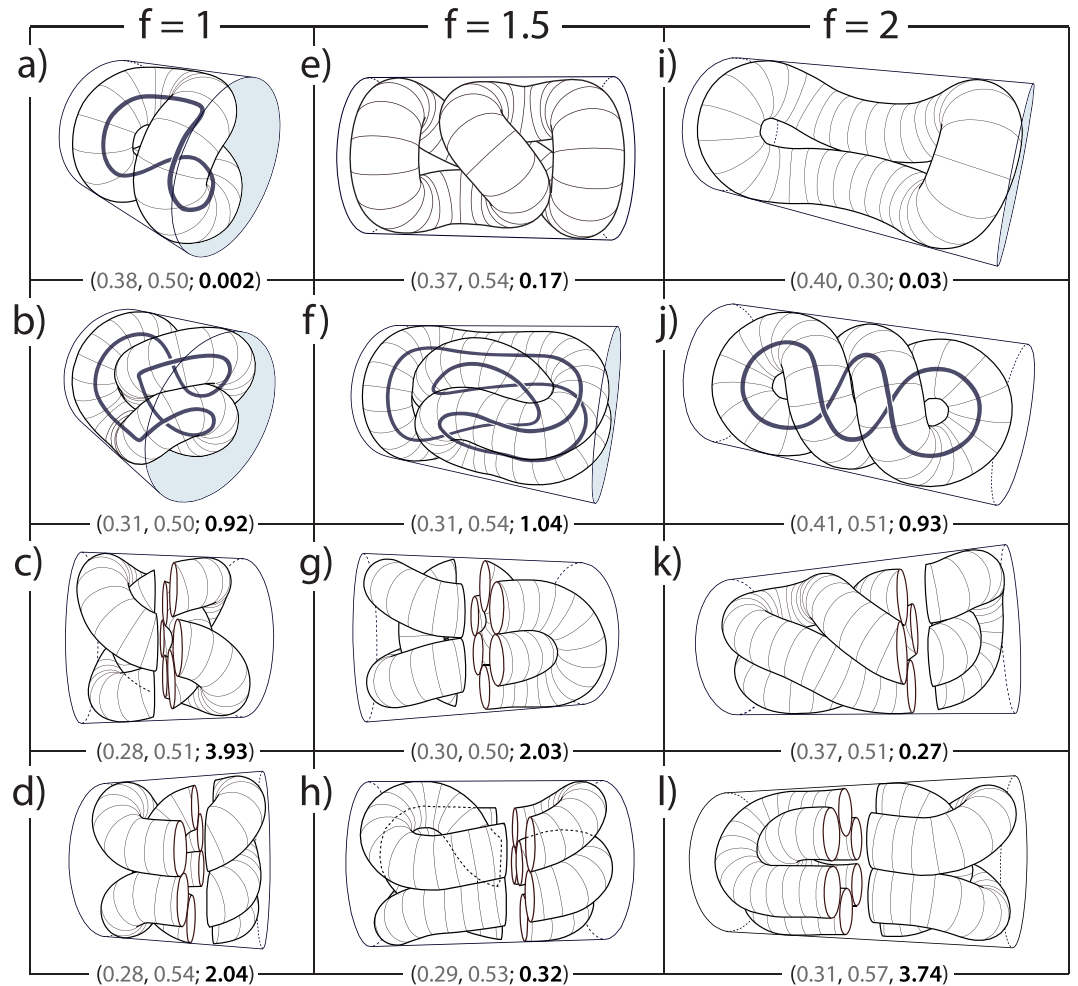 f = 1 f = 1.5 f = 2
a) e) i)
(0.38, 0.50; 0.002) (0.37, 0.54; 0.17) (0.40, 0.30; 0.03)
b) f) j)
(0.31, 0.50; 0.92) (0.31, 0.54; 1.04) (0.41, 0.51; 0.93)
c) g) k)
(0.28, 0.51; 3.93) (0.30, 0.50; 2.03) (0.37, 0.51; 0.27)
d) h) l)
(0.28, 0.54; 2.04) (0.29, 0.53; 0.32) (0.31, 0.57, 3.74)